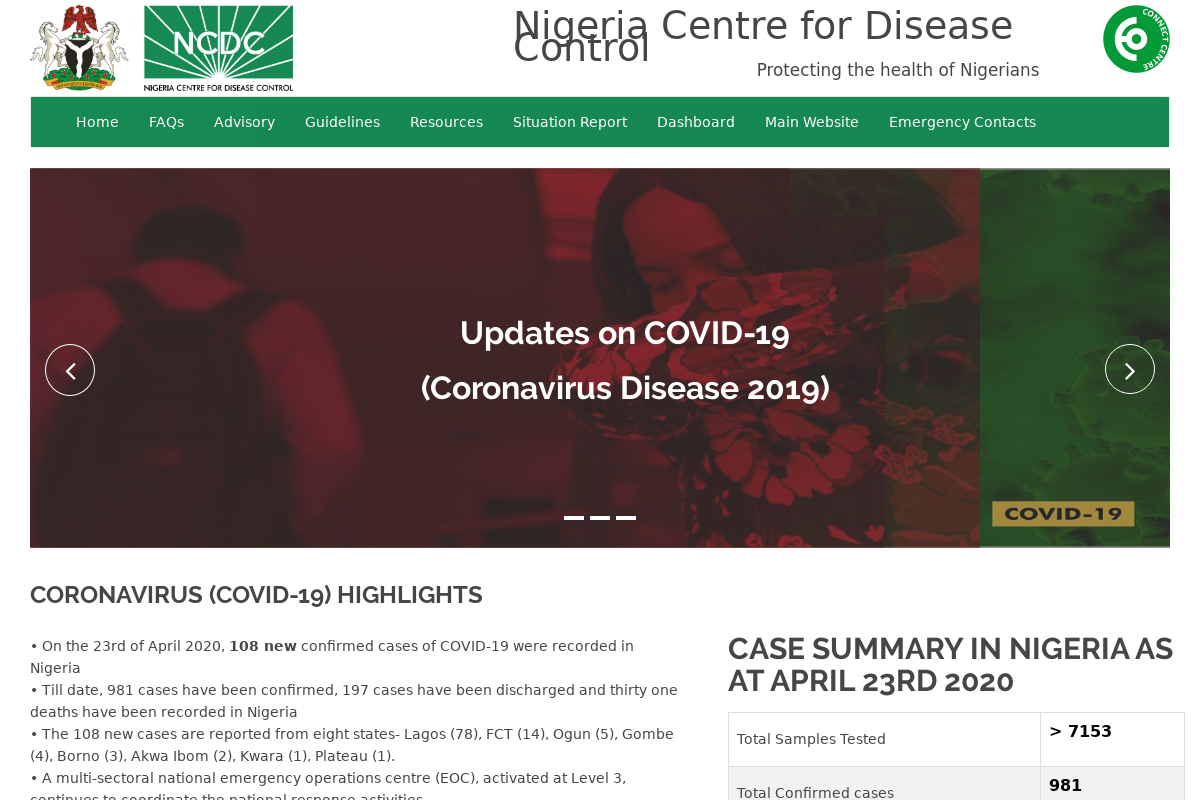 NCDC
NIGERIA CENTRE FOR DISEASE CONTROL
Nigeria Centre for Disease
Control
Protecting the health of Nigerians
CONNECT CENTRE
Home FAQs Advisory Guidelines Resources Situation Report Dashboard Main Website Emergency Contacts
Updates on COVID-19
(Coronavirus Disease 2019)
COVID-19
CORONAVIRUS (COVID-19) HIGHLIGHTS
• On the 23rd of April 2020, 108 new confirmed cases of COVID-19 were recorded in
Nigeria
• Till date, 981 cases have been confirmed, 197 cases have been discharged and thirty one
deaths have been recorded in Nigeria
• The 108 new cases are reported from eight states- Lagos (78), FCT (14), Ogun (5), Gombe
(4), Borno (3), Akwa Ibom (2), Kwara (1), Plateau (1).
• A multi-sectoral national emergency operations centre (EOC), activated at Level 3,
continues to coordinate the national response activities
CASE SUMMARY IN NIGERIA AS
AT APRIL 23RD 2020
Total Samples Tested > 7153
Total Confirmed cases 981